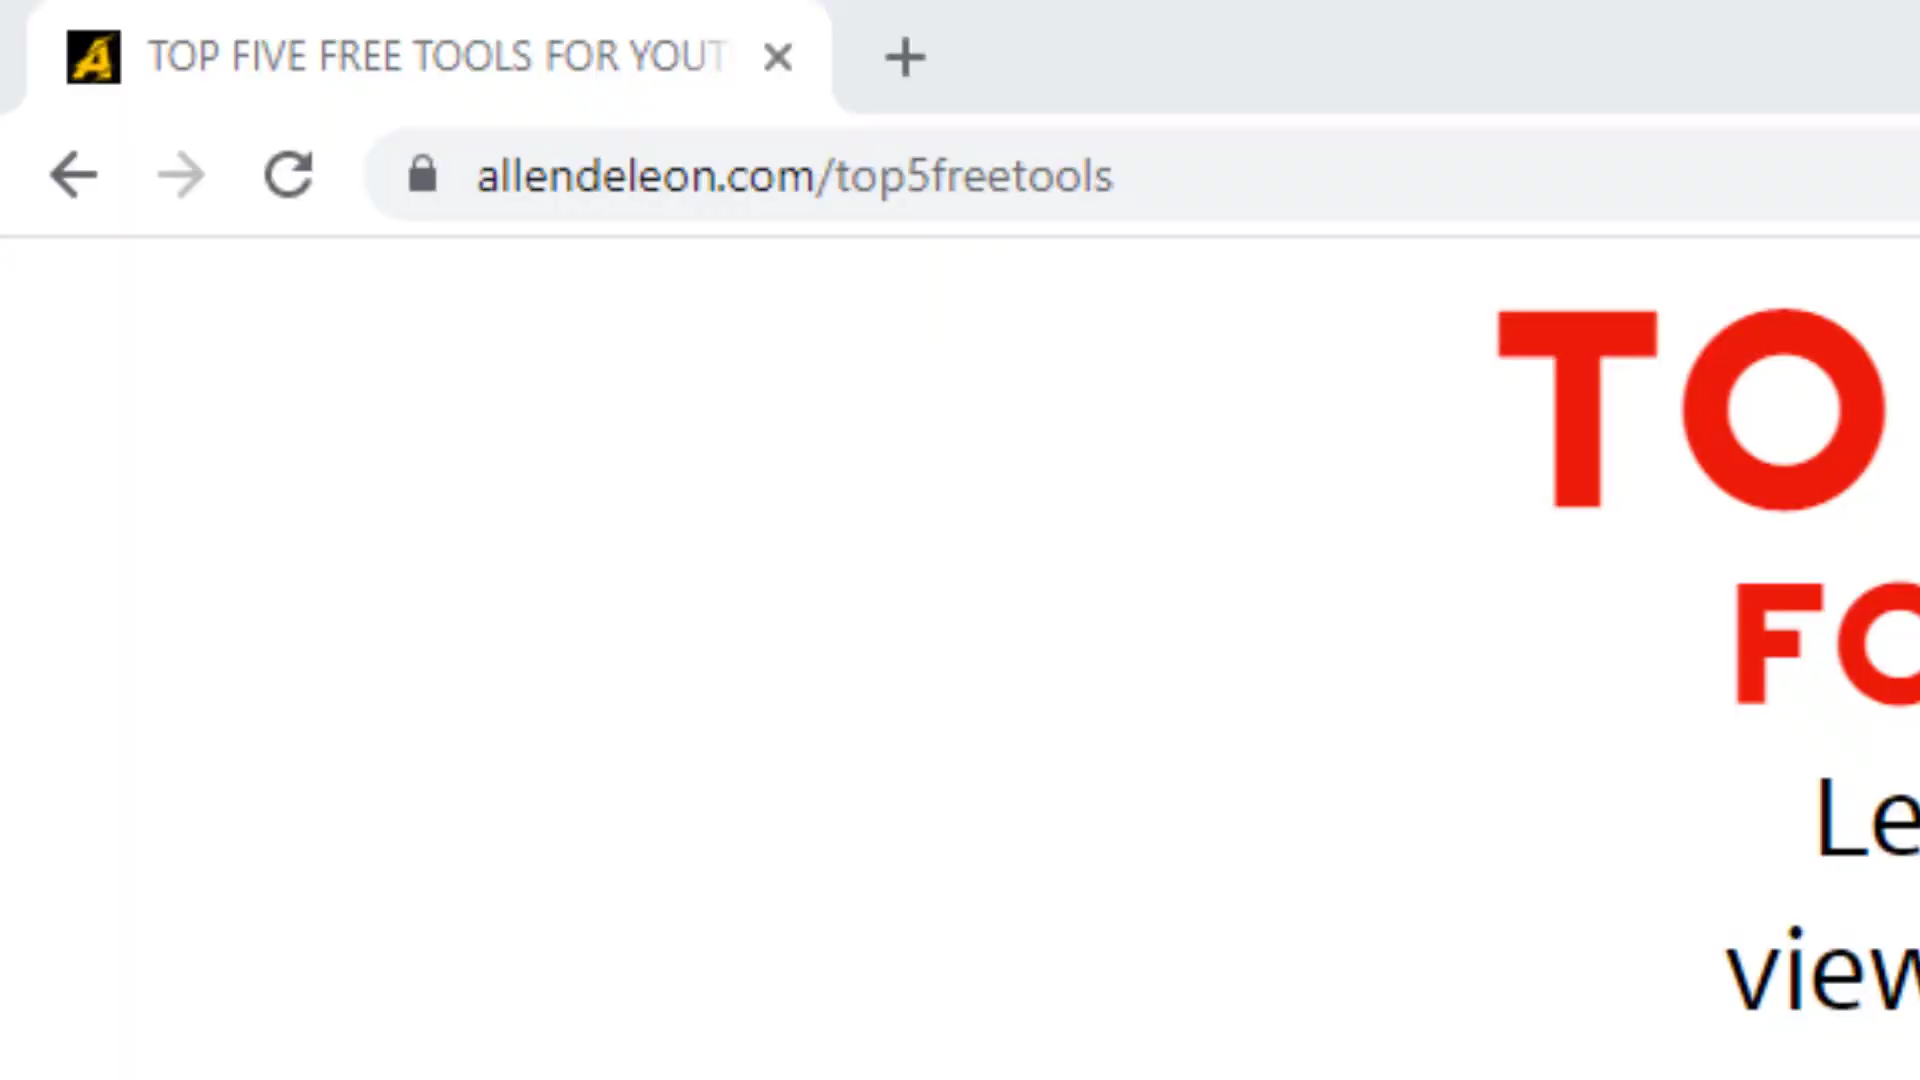 TOP FIVE FREE TOOLS FOR YOUT
allendeleon.com/top5freetools
TO
FO
Le
view